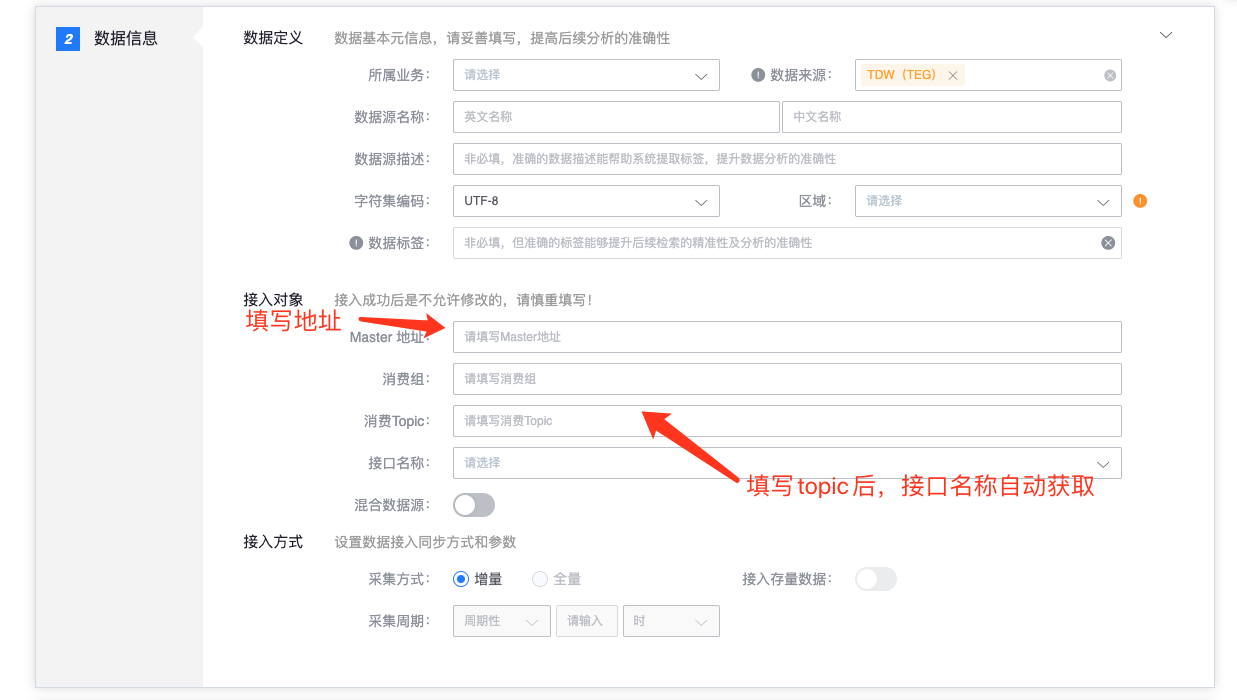 2 数据信息
数据定义 数据基本元信息，请妥善填写，提高后续分析的准确性
所属业务： 请选择 ! 数据来源： TDW（TEG） ×
数据源名称： 英文名称 中文名称
数据源描述： 非必填，准确的数据描述能帮助系统提取标签，提升数据分析的准确性
字符集编码： UTF-8 区域： 请选择 !
! 数据标签： 非必填，但准确的标签能够提升后续检索的精准性及分析的准确性
接入对象 接入成功后是不允许修改的，请慎重填写！
填写地址
Master 地址： 请填写Master地址
消费组： 请填写消费组
消费Topic： 请填写消费Topic
接口名称： 请选择
填写topic后，接口名称自动获取
混合数据源：
接入方式 设置数据接入同步方式和参数
采集方式： 增量 全量 接入存量数据：
采集周期： 周期性 请输入 时